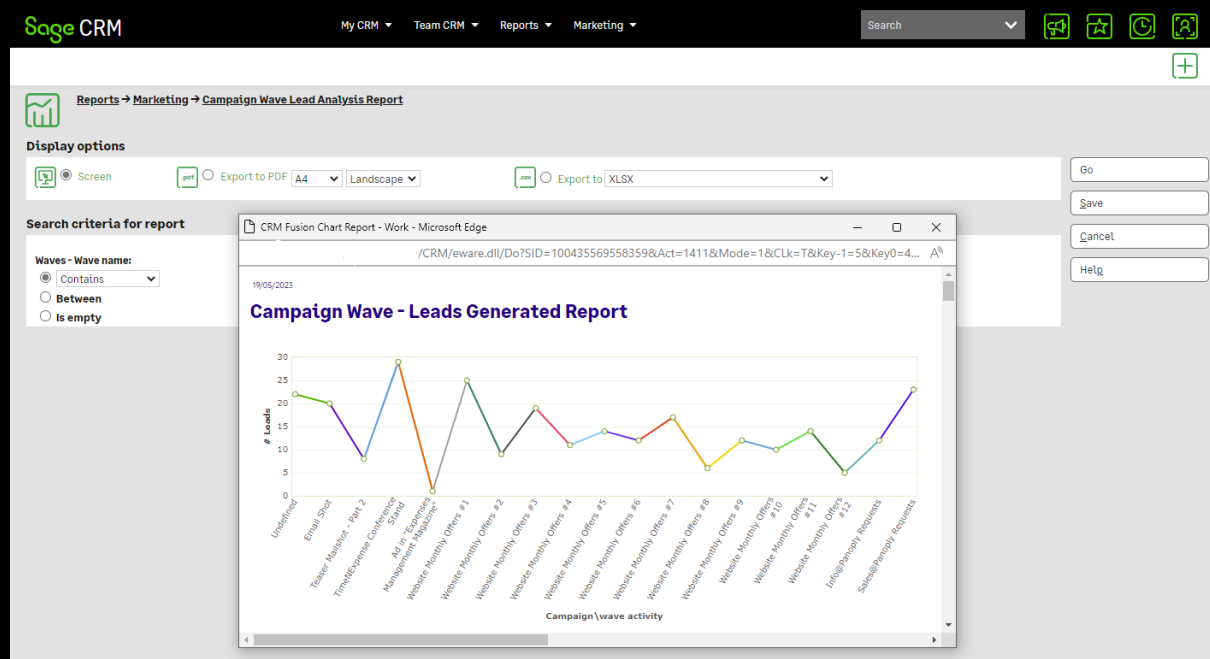 Sage CRM
My CRM Team CRM Reports Marketing Search
Reports → Marketing → Campaign Wave Lead Analysis Report
Display options
Screen .pdf Export to PDF A4 Landscape .csv Export to XLSX
Go
Save
Cancel
Help
Search criteria for report
Waves - Wave name:
Contains
Between
Is empty
CRM Fusion Chart Report - Work - Microsoft Edge
/CRM/eware.dll/Do?SID=100435569558359&Act=1411&Mode=1&CLk=T&Key-1=5&Key0=4...
19/05/2023
Campaign Wave - Leads Generated Report
# Leads
30
25
20
15
10
5
0
Undefined
Email Shot
Teaser Mailshot - Part 2
TimeNExpense Conference
Stand
Ad in "Expenses
Management Magazine"
Website Monthly Offers #1
Website Monthly Offers #2
Website Monthly Offers #3
Website Monthly Offers #4
Website Monthly Offers #5
Website Monthly Offers #6
Website Monthly Offers #7
Website Monthly Offers #8
Website Monthly Offers #9
Website Monthly Offers
#10
Website Monthly Offers
#11
Website Monthly Offers
#12
Info@Panoply Requests
Sales@Panoply Requests
Campaign\wave activity